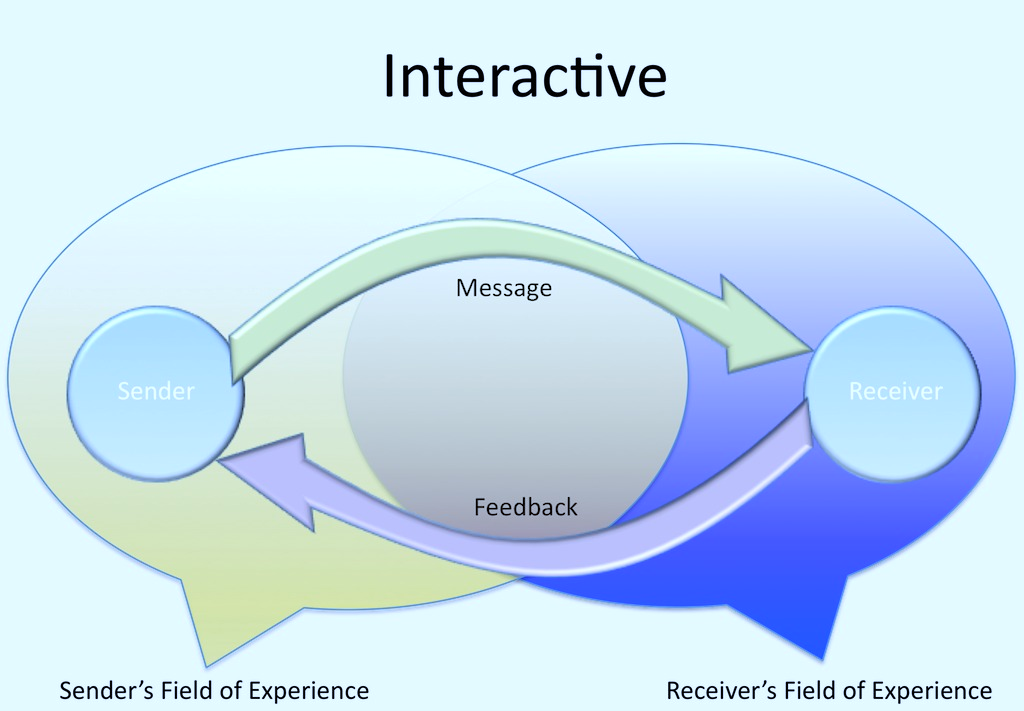 Interactive
Message
Sender
Receiver
Feedback
Sender’s Field of Experience
Receiver’s Field of Experience